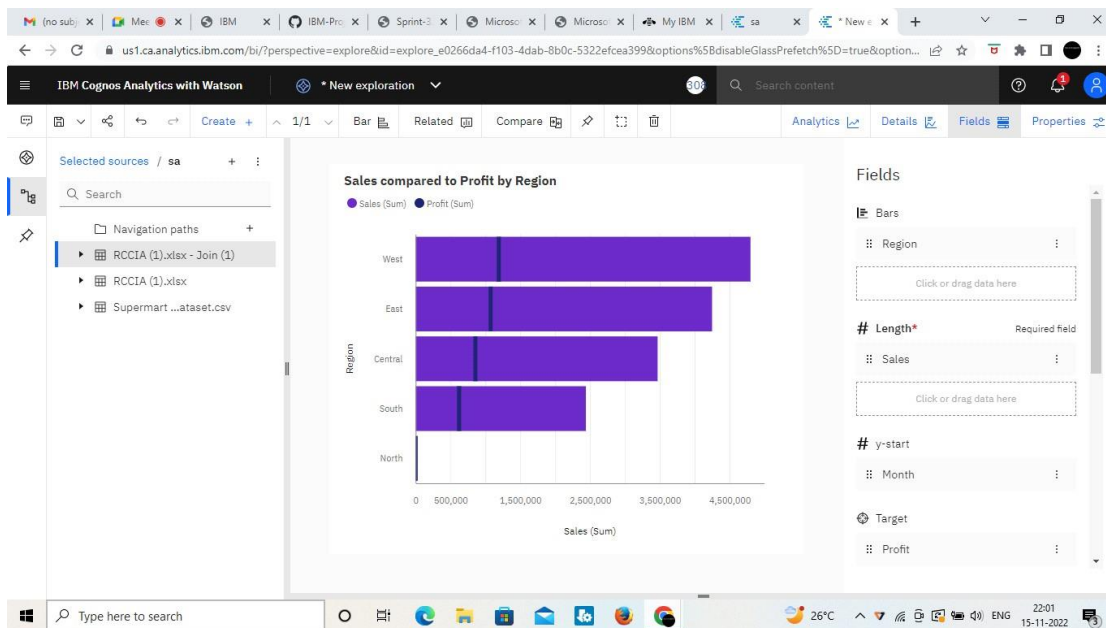 (no subj
Mee
IBM
IBM-Pro
Sprint-3
Microso
Microso
My IBM
sa
* New e
us1.ca.analytics.ibm.com/bi/?perspective=explore&id=explore_e0266da4-f103-4dab-8b0c-5322efcea399&options%5BdisableGlassPrefetch%5D=true&option...
IBM Cognos Analytics with Watson
* New exploration
308
Search content
1
Create +
1/1
Bar
Related
Compare
Analytics
Details
Fields
Properties
Selected sources / sa
Search
Navigation paths
RCCIA (1).xlsx - Join (1)
RCCIA (1).xlsx
Supermart ...ataset.csv
Sales compared to Profit by Region
Sales (Sum) Profit (Sum)
Region
West
East
Central
South
North
0 500,000 1,500,000 2,500,000 3,500,000 4,500,000
Sales (Sum)
Fields
Bars
Region
Click or drag data here
# Length* Required field
Sales
Click or drag data here
# y-start
Month
Target
Profit
Type here to search
26°C
ENG
22:01
15-11-2022
3